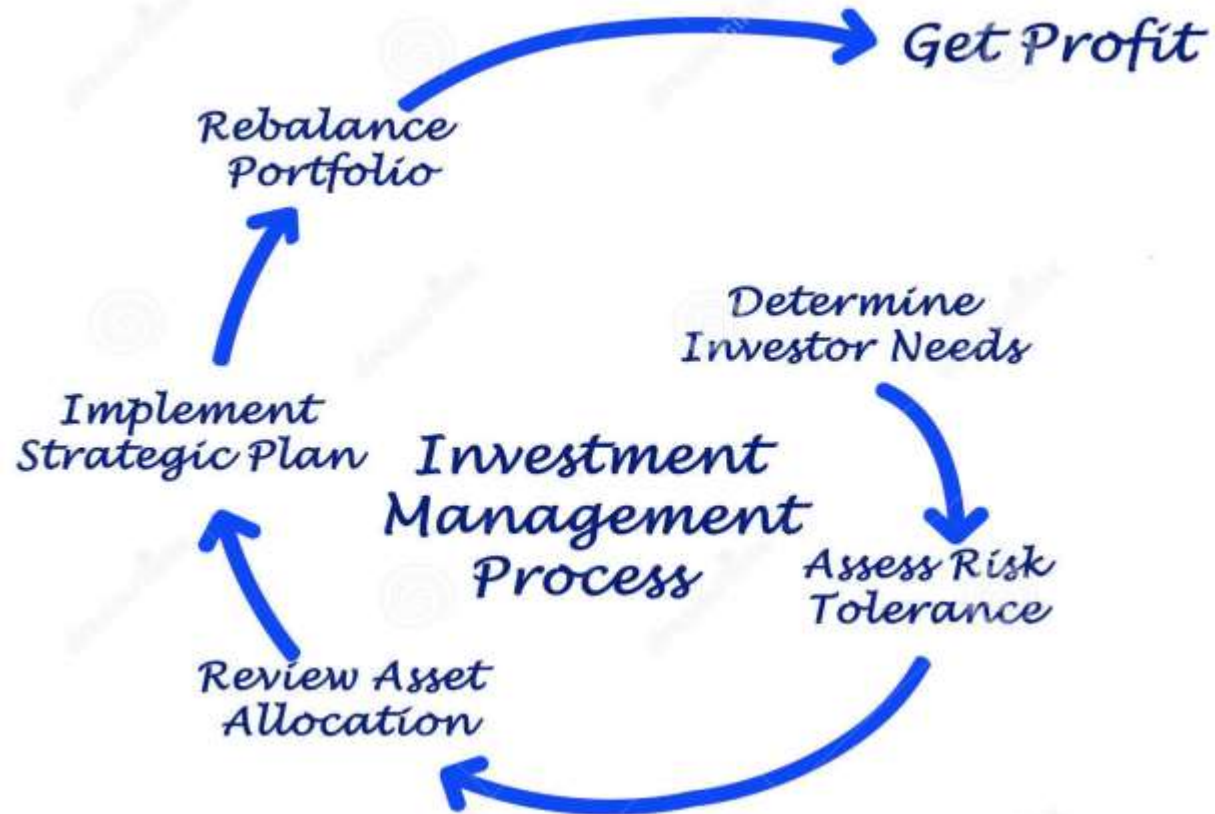 Get Profit
Rebalance
Portfolio
Determine
Investor Needs
Implement
Strategic Plan
Investment
Management
Process
Assess Risk
Tolerance
Review Asset
Allocation